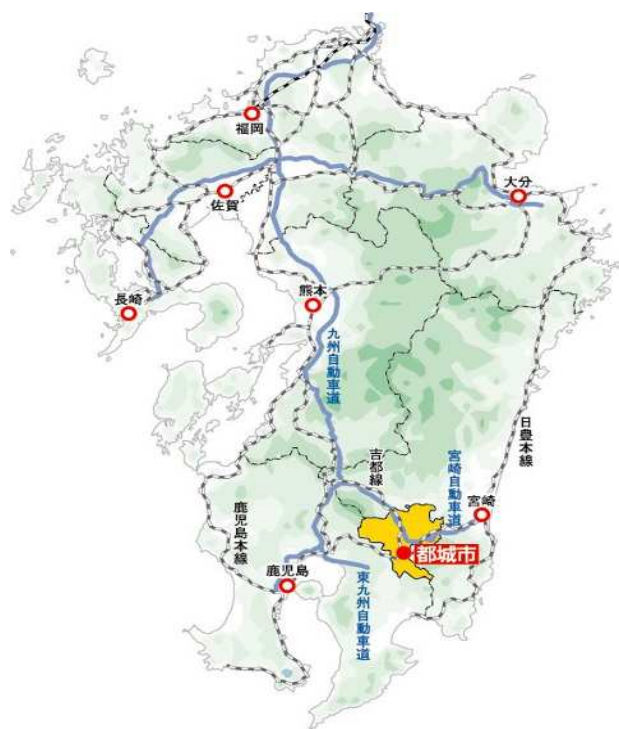 福岡
佐賀
大分
長崎
熊本
九州自動車道
日豊本線
吉都線
宮崎自動車道
宮崎
都城市
鹿児島本線
鹿児島
東九州自動車道